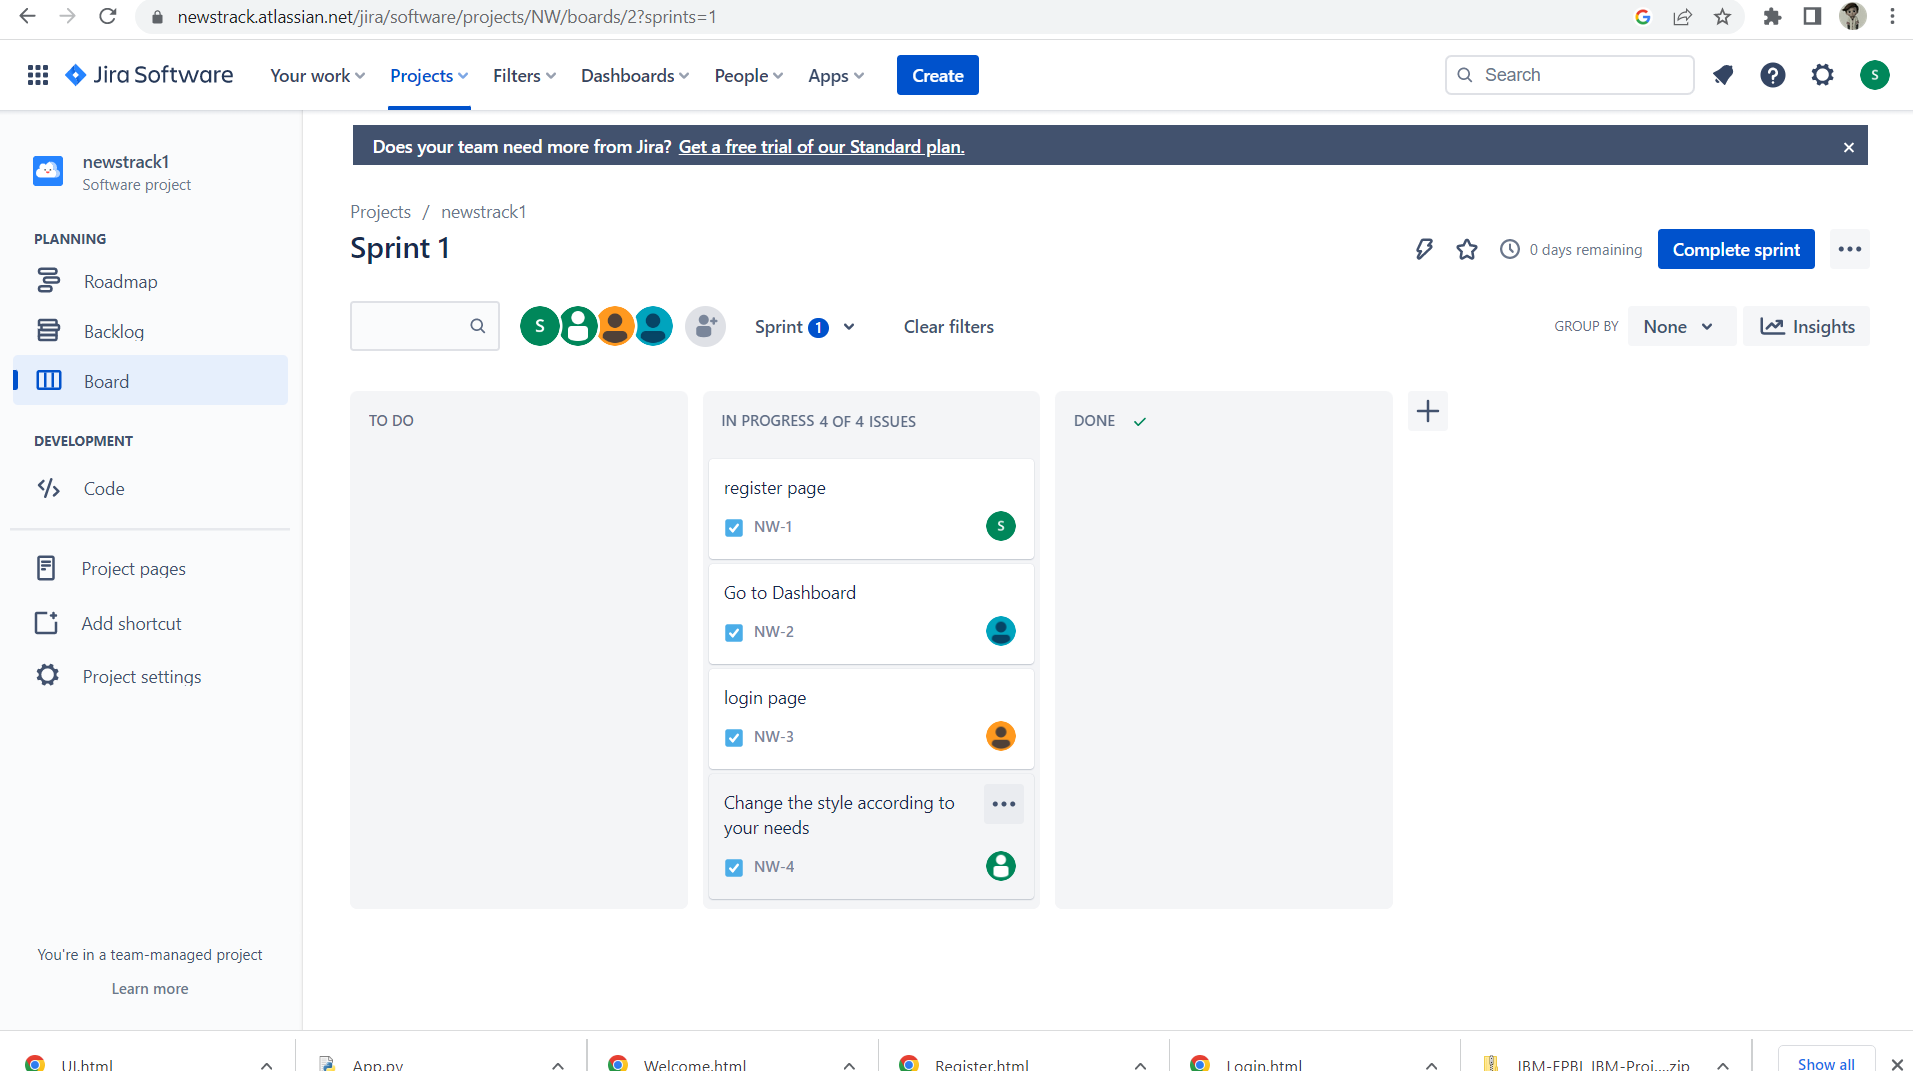 newstrack.atlassian.net/jira/software/projects/NW/boards/2?sprints=1
Jira Software
Your work
Projects
Filters
Dashboards
People
Apps
Create
Search
S
newstrack1
Software project
PLANNING
Roadmap
Backlog
Board
DEVELOPMENT
Code
Project pages
Add shortcut
Project settings
You're in a team-managed project
Learn more
Does your team need more from Jira? Get a free trial of our Standard plan.
Projects / newstrack1
Sprint 1
0 days remaining
Complete sprint
S
Sprint 1
Clear filters
GROUP BY
None
Insights
TO DO
IN PROGRESS 4 OF 4 ISSUES
register page
NW-1
S
Go to Dashboard
NW-2
login page
NW-3
Change the style according to
your needs
NW-4
DONE
UI.html
App.py
Welcome.html
Register.html
Login.html
IBM-EPBL_IBM-Proj....zip
Show all